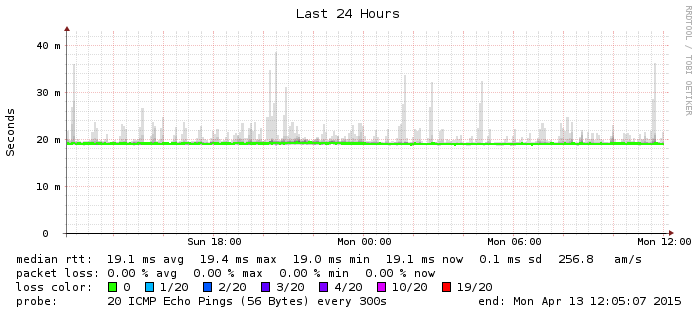 Last 24 Hours
RRDTOOL / TOBI OETIKER
Seconds
40 m
30 m
20 m
10 m
0
Sun 18:00 Mon 00:00 Mon 06:00 Mon 12:00
median rtt: 19.1 ms avg 19.4 ms max 19.0 ms min 19.1 ms now 0.1 ms sd 256.8 am/s
packet loss: 0.00 % avg 0.00 % max 0.00 % min 0.00 % now
loss color: 0 1/20 2/20 3/20 4/20 10/20 19/20
probe: 20 ICMP Echo Pings (56 Bytes) every 300s end: Mon Apr 13 12:05:07 2015